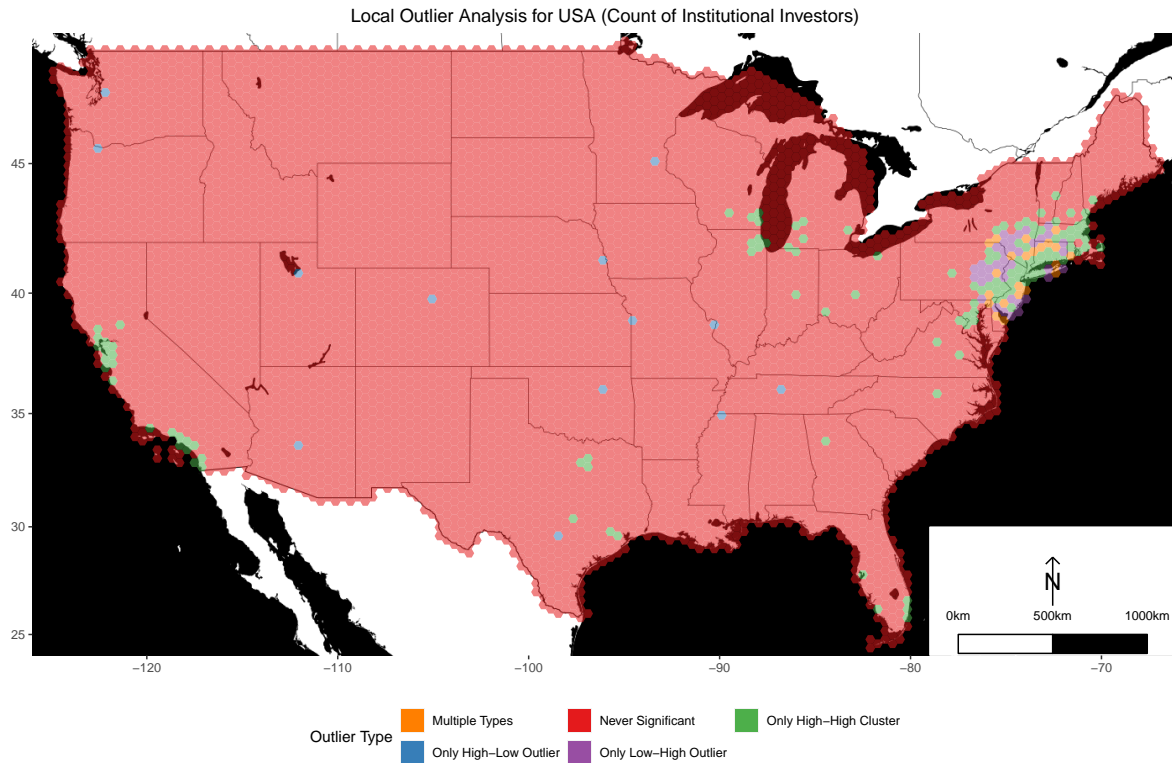 Local Outlier Analysis for USA (Count of Institutional Investors)
45
40
35
30
25
N
0km 500km 1000km
−120 −110 −100 −90 −80 −70
Outlier Type
Multiple Types Never Significant Only High−High Cluster
Only High−Low Outlier Only Low−High Outlier